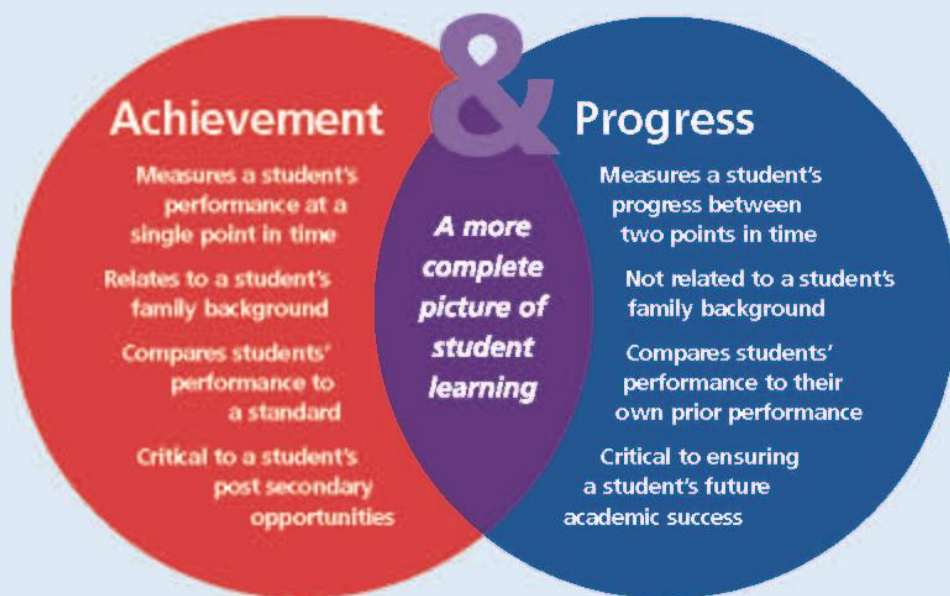 &
Achievement
Measures a student's
performance at a
single point in time
Relates to a student's
family background
Compares students'
performance to
a standard
Critical to a student's
post secondary
opportunities
A more
complete
picture of
student
learning
Progress
Measures a student's
progress between
two points in time
Not related to a student's
family background
Compares students'
performance to their
own prior performance
Critical to ensuring
a student's future
academic success